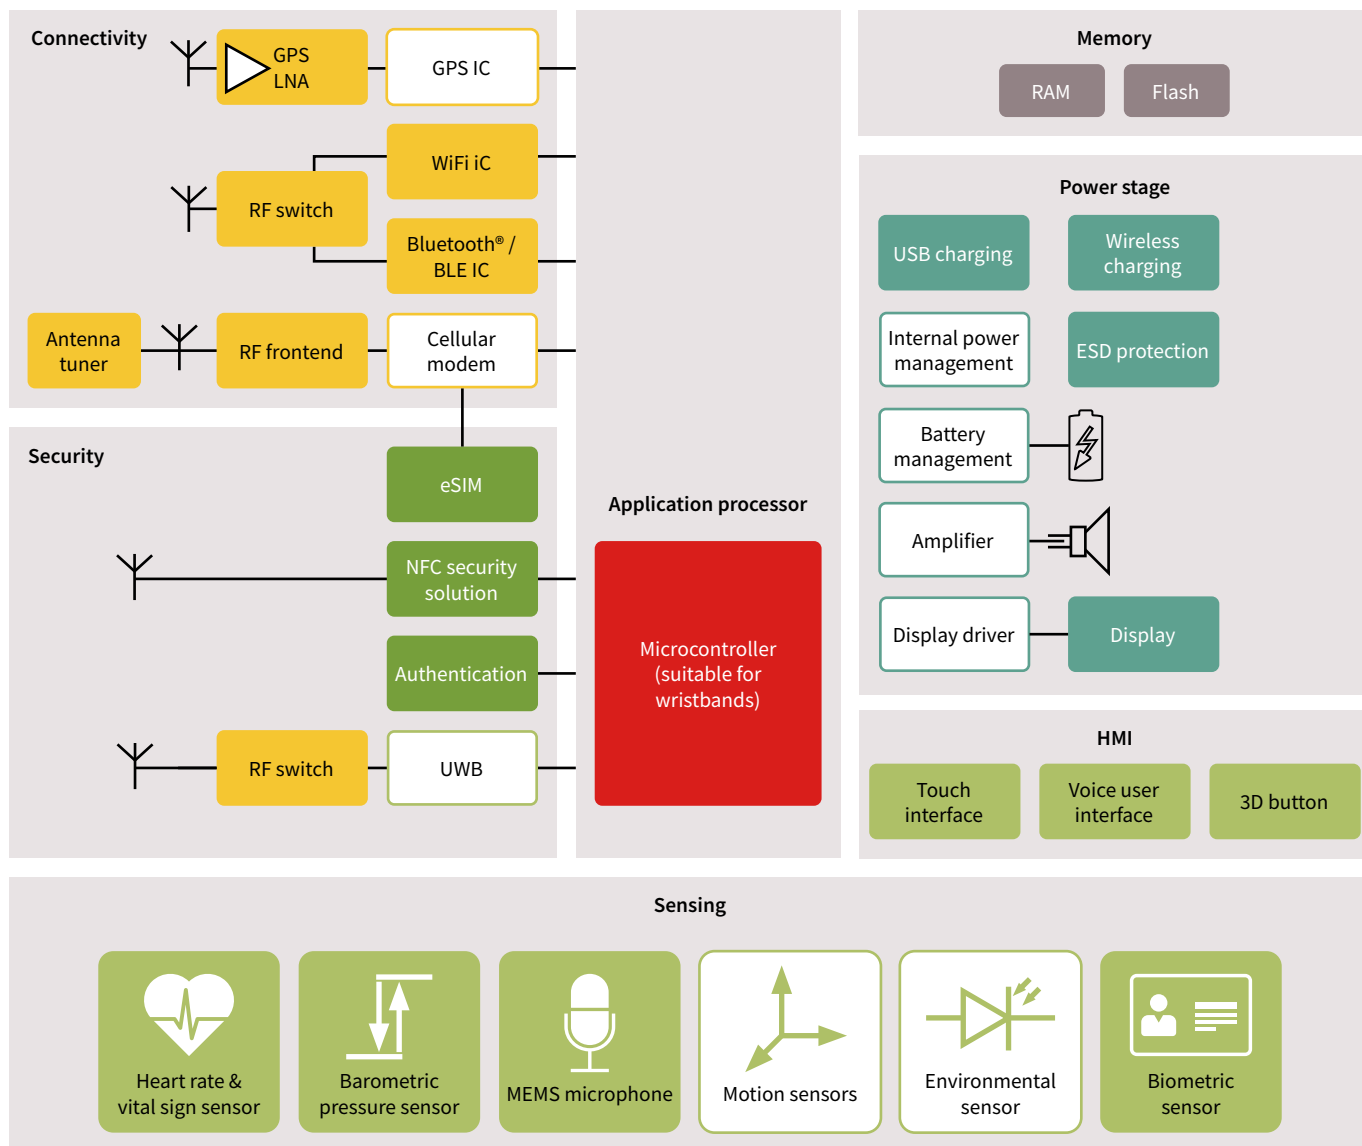 Connectivity
GPS
LNA
GPS IC
WiFi iC
RF switch
Bluetooth® /
BLE IC
Antenna
tuner
RF frontend
Cellular
modem
Security
eSIM
NFC security
solution
Authentication
RF switch
UWB
Application processor
Microcontroller
(suitable for
wristbands)
Memory
RAM
Flash
Power stage
USB charging
Wireless
charging
Internal power
management
ESD protection
Battery
management
Amplifier
Display driver
Display
HMI
Touch
interface
Voice user
interface
3D button
Sensing
Heart rate &
vital sign sensor
Barometric
pressure sensor
MEMS microphone
Motion sensors
Environmental
sensor
Biometric
sensor